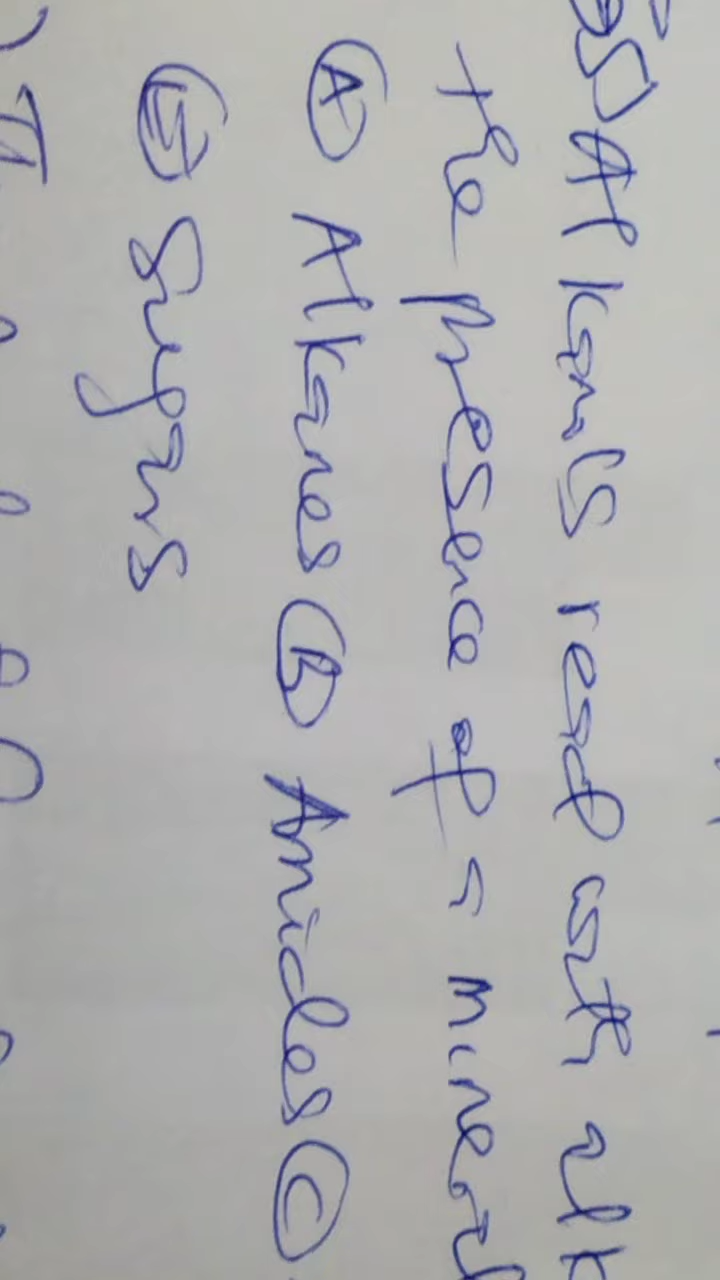 35) Alkanols react with alk
the presence of a mineral
(A) Alkanes (B) Amides (C)
(E) Sugars